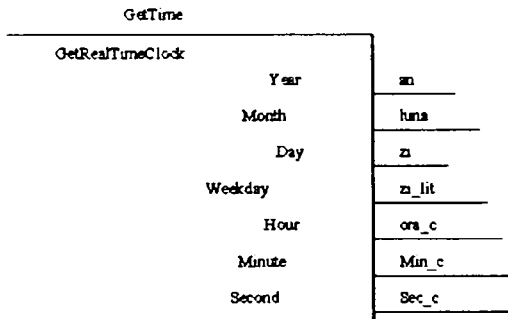 GetTime
GetRealTimeClock
Year an
Month luna
Day zi
Weekday zi_lit
Hour ora_c
Minute Min_c
Second Sec_c